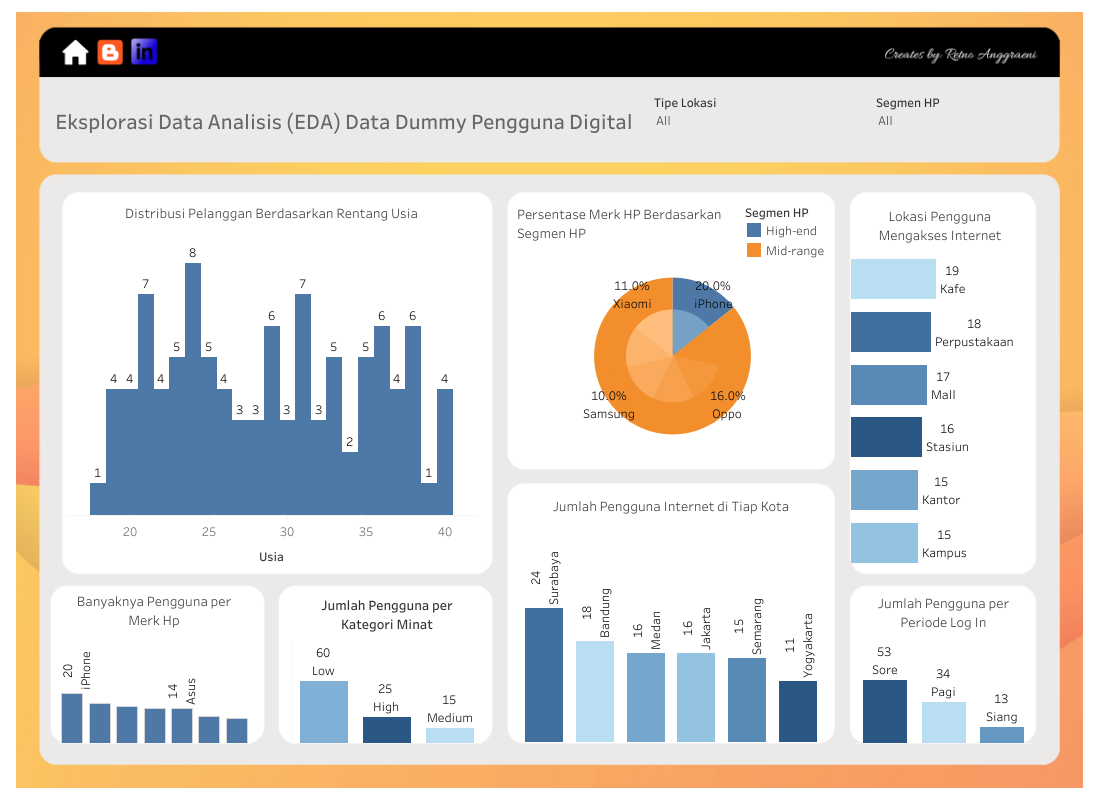 Creates by: Retno Anggraeni
Eksplorasi Data Analisis (EDA) Data Dummy Pengguna Digital
Tipe Lokasi
All
Segmen HP
All
Distribusi Pelanggan Berdasarkan Rentang Usia
1
4
4
7
4
5
8
5
4
3
3
6
3
7
3
5
2
5
6
4
6
1
4
20
25
30
35
40
Usia
Persentase Merk HP Berdasarkan
Segmen HP
Segmen HP
High-end
Mid-range
11.0%
Xiaomi
20.0%
iPhone
10.0%
Samsung
16.0%
Oppo
Lokasi Pengguna
Mengakses Internet
19
Kafe
18
Perpustakaan
17
Mall
16
Stasiun
15
Kantor
15
Kampus
Banyaknya Pengguna per
Merk Hp
20
iPhone
14
Asus
Jumlah Pengguna per
Kategori Minat
60
Low
25
High
15
Medium
Jumlah Pengguna Internet di Tiap Kota
24
Surabaya
18
Bandung
16
Medan
16
Jakarta
15
Semarang
11
Yogyakarta
Jumlah Pengguna per
Periode Log In
53
Sore
34
Pagi
13
Siang